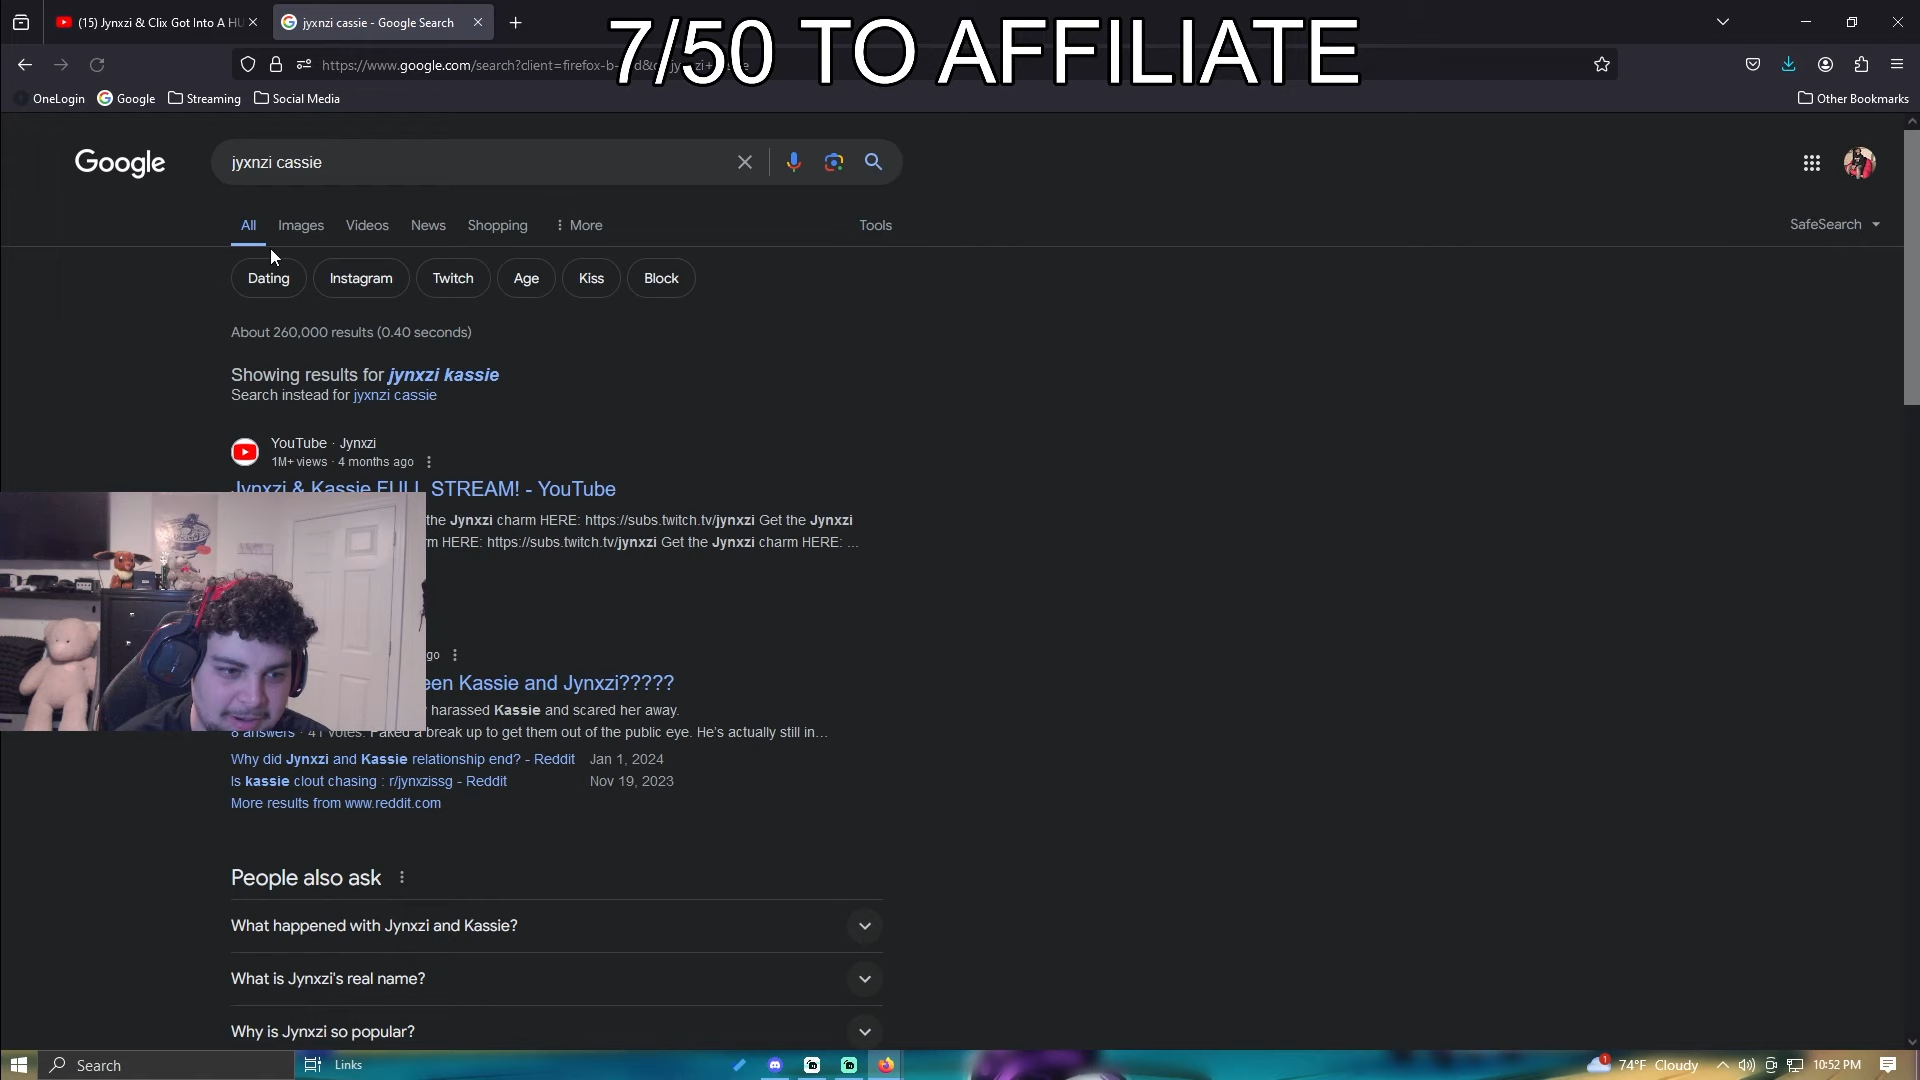 (15) Jynxzi & Clix Got Into A HU
jyxnzi cassie - Google Search
7/50 TO AFFILIATE
https://www.google.com/search?client=firefox-b-
OneLogin
Google
Streaming
Social Media
Other Bookmarks
Google
jyxnzi cassie
All
Images
Videos
News
Shopping
More
Tools
SafeSearch
Dating
Instagram
Twitch
Age
Kiss
Block
About 260,000 results (0.40 seconds)
Showing results for jynxzi kassie
Search instead for jyxnzi cassie
YouTube · Jynxzi
1M+ views · 4 months ago
Jynxzi & Kassie FULL STREAM! - YouTube
the Jynxzi charm HERE: https://subs.twitch.tv/jynxzi Get the Jynxzi
rm HERE: https://subs.twitch.tv/jynxzi Get the Jynxzi charm HERE: ...
go
een Kassie and Jynxzi?????
harassed Kassie and scared her away.
8 answers · 41 votes: Faked a break up to get them out of the public eye. He's actually still in...
Why did Jynxzi and Kassie relationship end? - Reddit Jan 1, 2024
Is kassie clout chasing : r/jynxzissg - Reddit Nov 19, 2023
More results from www.reddit.com
People also ask
What happened with Jynxzi and Kassie?
What is Jynxzi's real name?
Why is Jynxzi so popular?
Search
Links
1
74°F Cloudy
10:52 PM